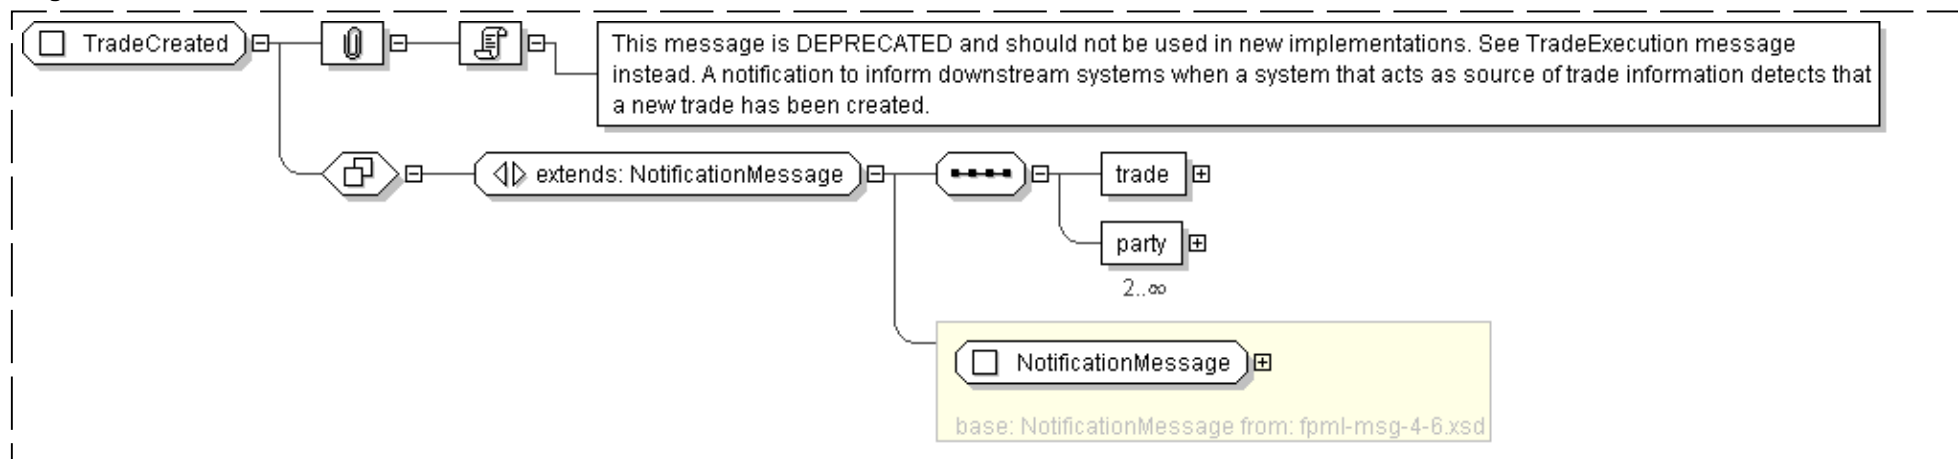 TradeCreated
This message is DEPRECATED and should not be used in new implementations. See TradeExecution message
instead. A notification to inform downstream systems when a system that acts as source of trade information detects that
a new trade has been created.
extends: NotificationMessage
trade
party
2..∞
NotificationMessage
base: NotificationMessage from: fpml-msg-4-6.xsd